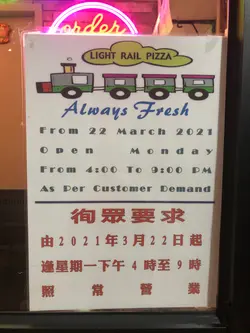 order
LIGHT RAIL PIZZA
Always Fresh
From 22 March 2021
Open Monday
From 4:00 To 9:00 PM
As Per Customer Demand
徇眾要求
由2021年3月22日起
逢星期一下午4時至9時
照常營業